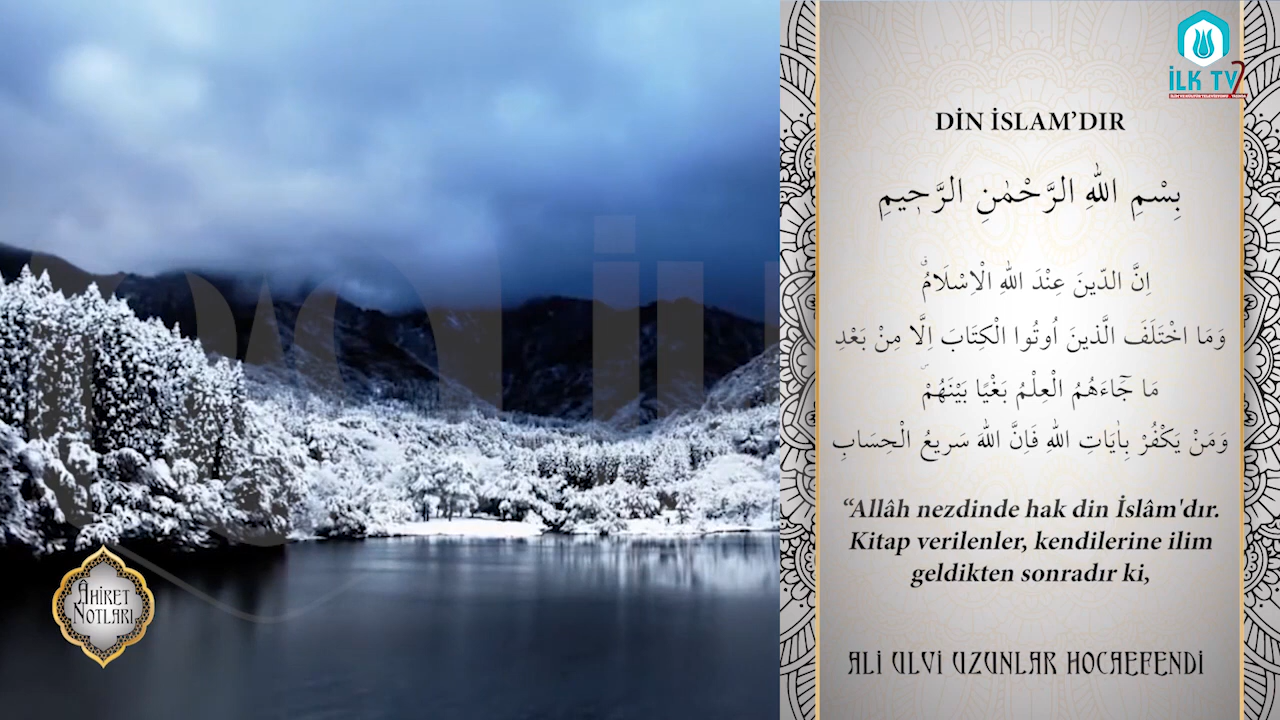 İLK TV2
DİN İSLAM’DIR
بِسْمِ اللّٰهِ الرَّحْمٰنِ الرَّح۪يمِ
اِنَّ الدّ۪ينَ عِنْدَ اللّٰهِ الْاِسْلَامُ۠
وَمَا اخْتَلَفَ الَّذ۪ينَ اُوتُوا الْكِتَابَ اِلَّا مِنْ بَعْدِ
مَا جَٓاءَهُمُ الْعِلْمُ بَغْيًا بَيْنَهُمْۜ
وَمَنْ يَكْفُرْ بِاٰيَاتِ اللّٰهِ فَاِنَّ اللّٰهَ سَر۪يعُ الْحِسَابِ
“Allâh nezdinde hak din İslâm'dır.
Kitap verilenler, kendilerine ilim
geldikten sonradır ki,
ALİ ULVİ UZUNLAR HOCAEFENDİ
AHİRET
NOTLARI